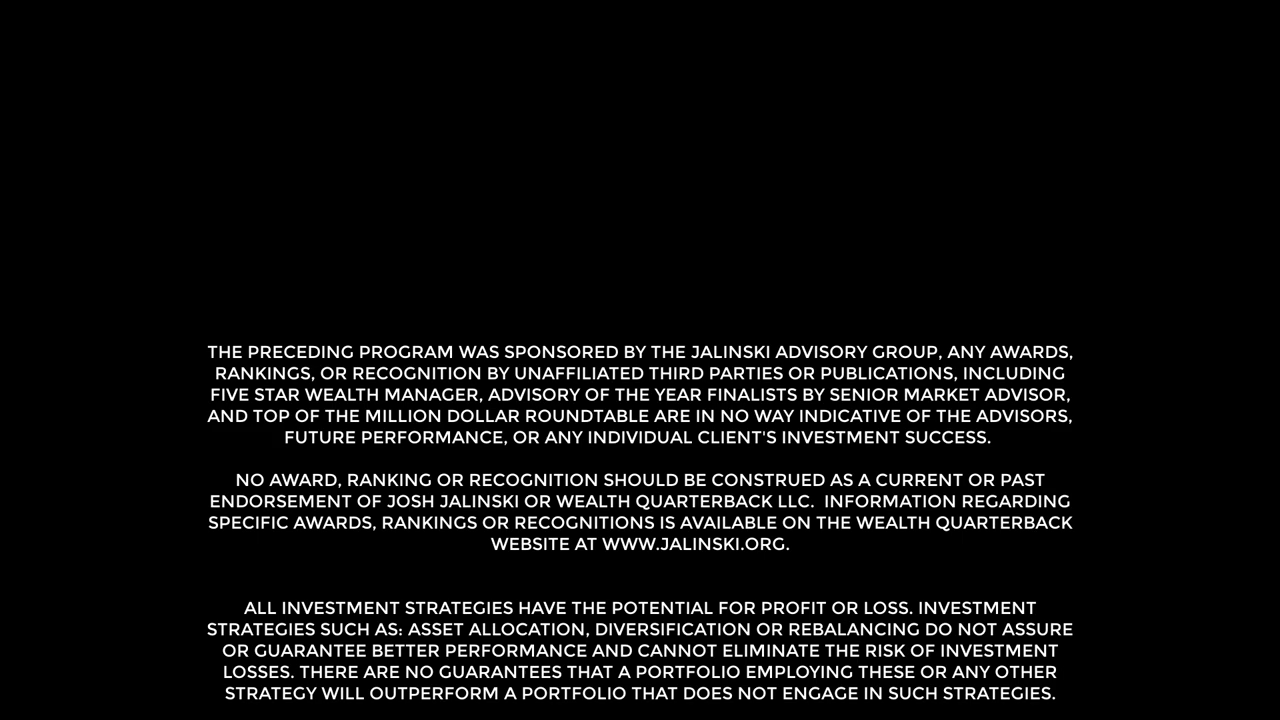 THE PRECEDING PROGRAM WAS SPONSORED BY THE JALINSKI ADVISORY GROUP, ANY AWARDS,
RANKINGS, OR RECOGNITION BY UNAFFILIATED THIRD PARTIES OR PUBLICATIONS, INCLUDING
FIVE STAR WEALTH MANAGER, ADVISORY OF THE YEAR FINALISTS BY SENIOR MARKET ADVISOR,
AND TOP OF THE MILLION DOLLAR ROUNDTABLE ARE IN NO WAY INDICATIVE OF THE ADVISORS,
FUTURE PERFORMANCE, OR ANY INDIVIDUAL CLIENT'S INVESTMENT SUCCESS.
NO AWARD, RANKING OR RECOGNITION SHOULD BE CONSTRUED AS A CURRENT OR PAST
ENDORSEMENT OF JOSH JALINSKI OR WEALTH QUARTERBACK LLC. INFORMATION REGARDING
SPECIFIC AWARDS, RANKINGS OR RECOGNITIONS IS AVAILABLE ON THE WEALTH QUARTERBACK
WEBSITE AT WWW.JALINSKI.ORG.
ALL INVESTMENT STRATEGIES HAVE THE POTENTIAL FOR PROFIT OR LOSS. INVESTMENT
STRATEGIES SUCH AS: ASSET ALLOCATION, DIVERSIFICATION OR REBALANCING DO NOT ASSURE
OR GUARANTEE BETTER PERFORMANCE AND CANNOT ELIMINATE THE RISK OF INVESTMENT
LOSSES. THERE ARE NO GUARANTEES THAT A PORTFOLIO EMPLOYING THESE OR ANY OTHER
STRATEGY WILL OUTPERFORM A PORTFOLIO THAT DOES NOT ENGAGE IN SUCH STRATEGIES.